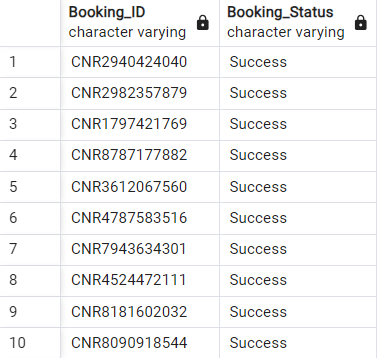 Booking_ID Booking_Status
character varying character varying
1 CNR2940424040 Success
2 CNR2982357879 Success
3 CNR1797421769 Success
4 CNR8787177882 Success
5 CNR3612067560 Success
6 CNR4787583516 Success
7 CNR7943634301 Success
8 CNR4524472111 Success
9 CNR8181602032 Success
10 CNR8090918544 Success